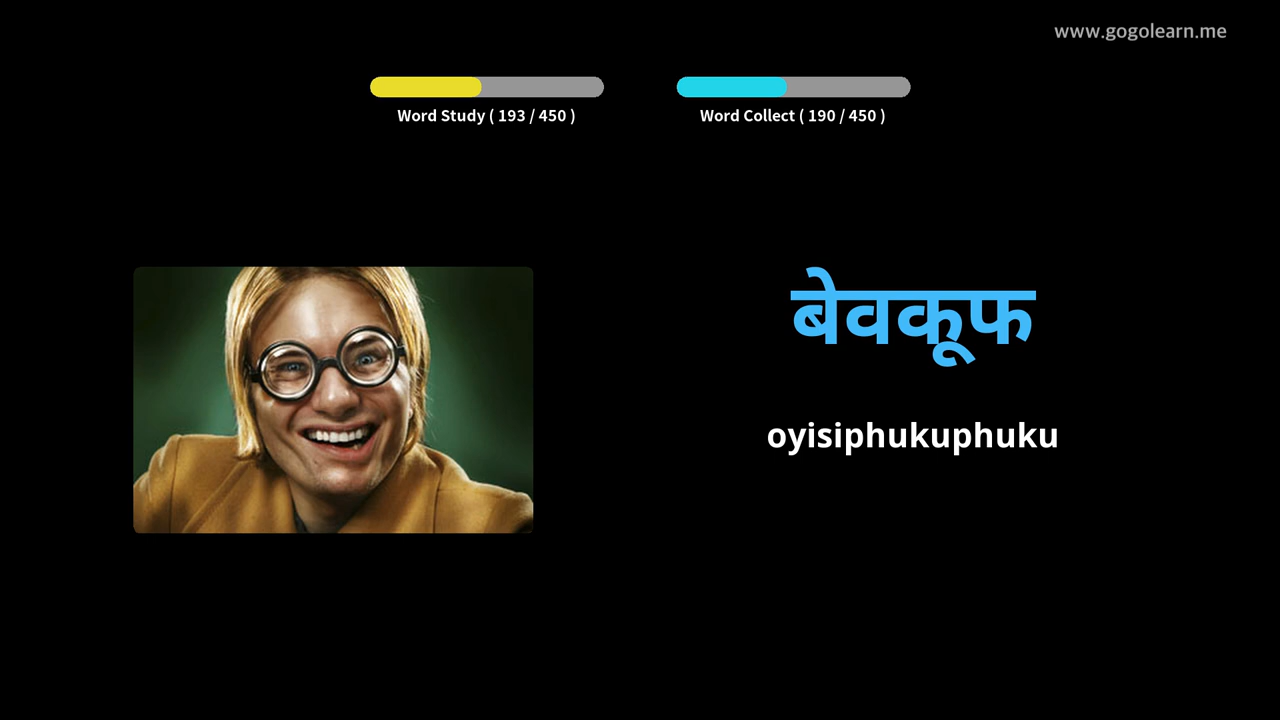 www.gogolearn.me
Word Study ( 193 / 450 )
Word Collect ( 190 / 450 )
बेवकूफ
oyisiphukuphuku